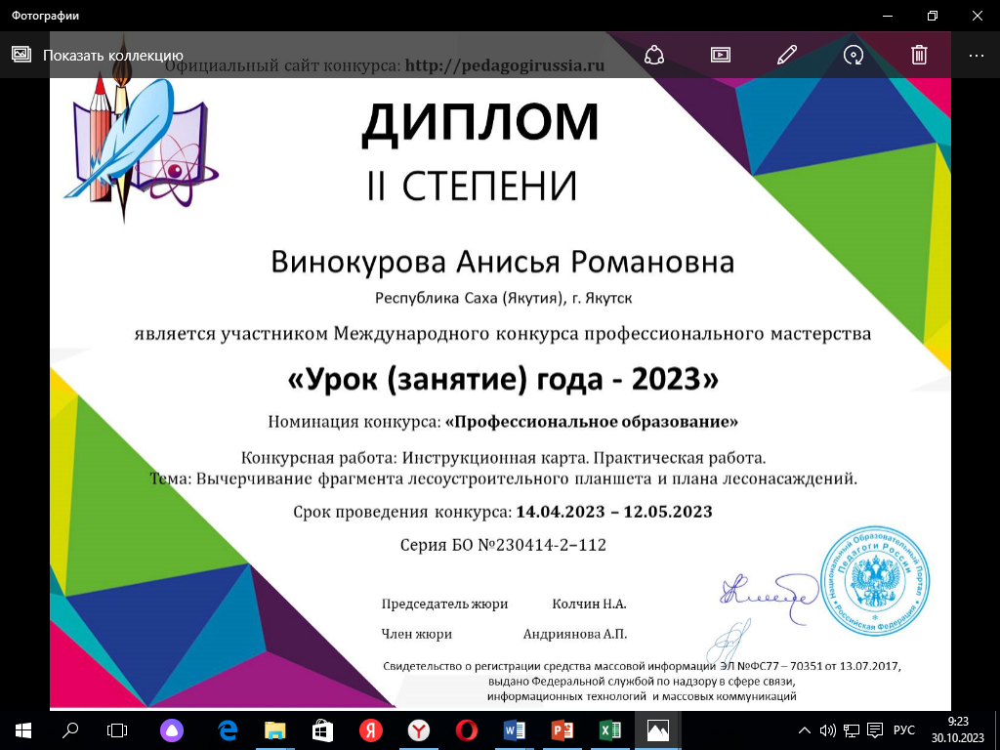 Фотографии
Показать коллекцию
Официальный сайт конкурса: http://pedagogirussia.ru
ДИПЛОМ
II СТЕПЕНИ
Винокурова Анисья Романовна
Республика Саха (Якутия), г. Якутск
является участником Международного конкурса профессионального мастерства
«Урок (занятие) года - 2023»
Номинация конкурса: «Профессиональное образование»
Конкурсная работа: Инструкционная карта. Практическая работа.
Тема: Вычерчивание фрагмента лесоустроительного планшета и плана лесонасаждений.
Срок проведения конкурса: 14.04.2023 – 12.05.2023
Серия БО №230414-2–112
Председатель жюри Колчин Н.А.
Член жюри Андриянова А.П.
Национальный Образовательный Портал
Педагоги России
Российская Федерация
Свидетельство о регистрации средства массовой информации ЭЛ №ФС77 – 70351 от 13.07.2017,
выдано Федеральной службой по надзору в сфере связи,
информационных технологий и массовых коммуникаций
РУС
9:23
30.10.2023